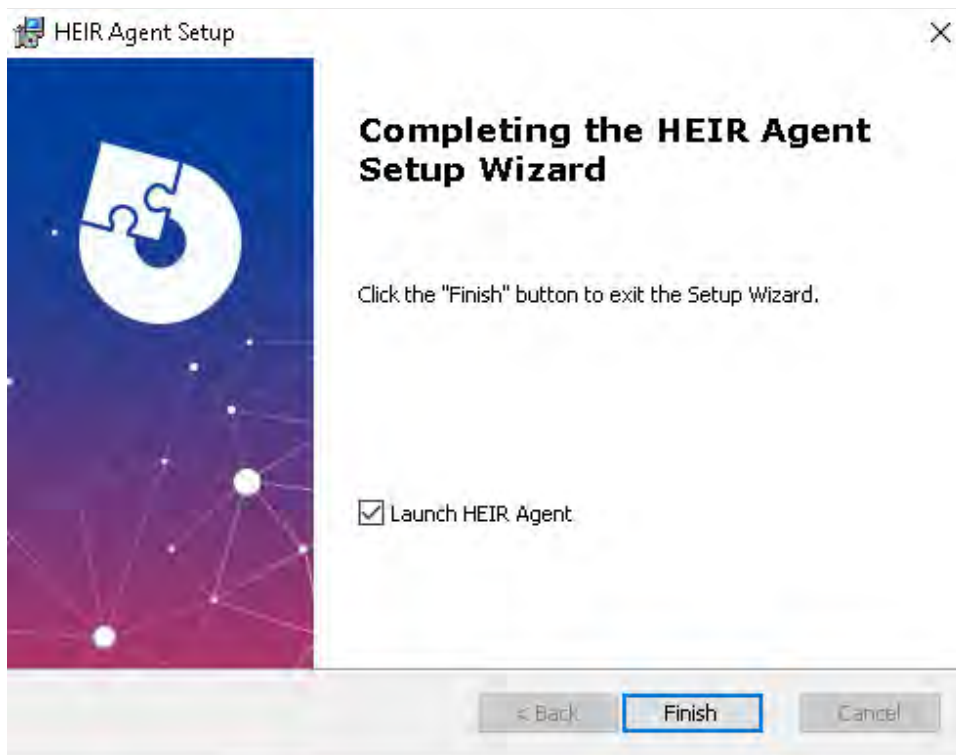 HEIR Agent Setup
Completing the HEIR Agent
Setup Wizard
Click the "Finish" button to exit the Setup Wizard.
Launch HEIR Agent
< Back
Finish
Cancel